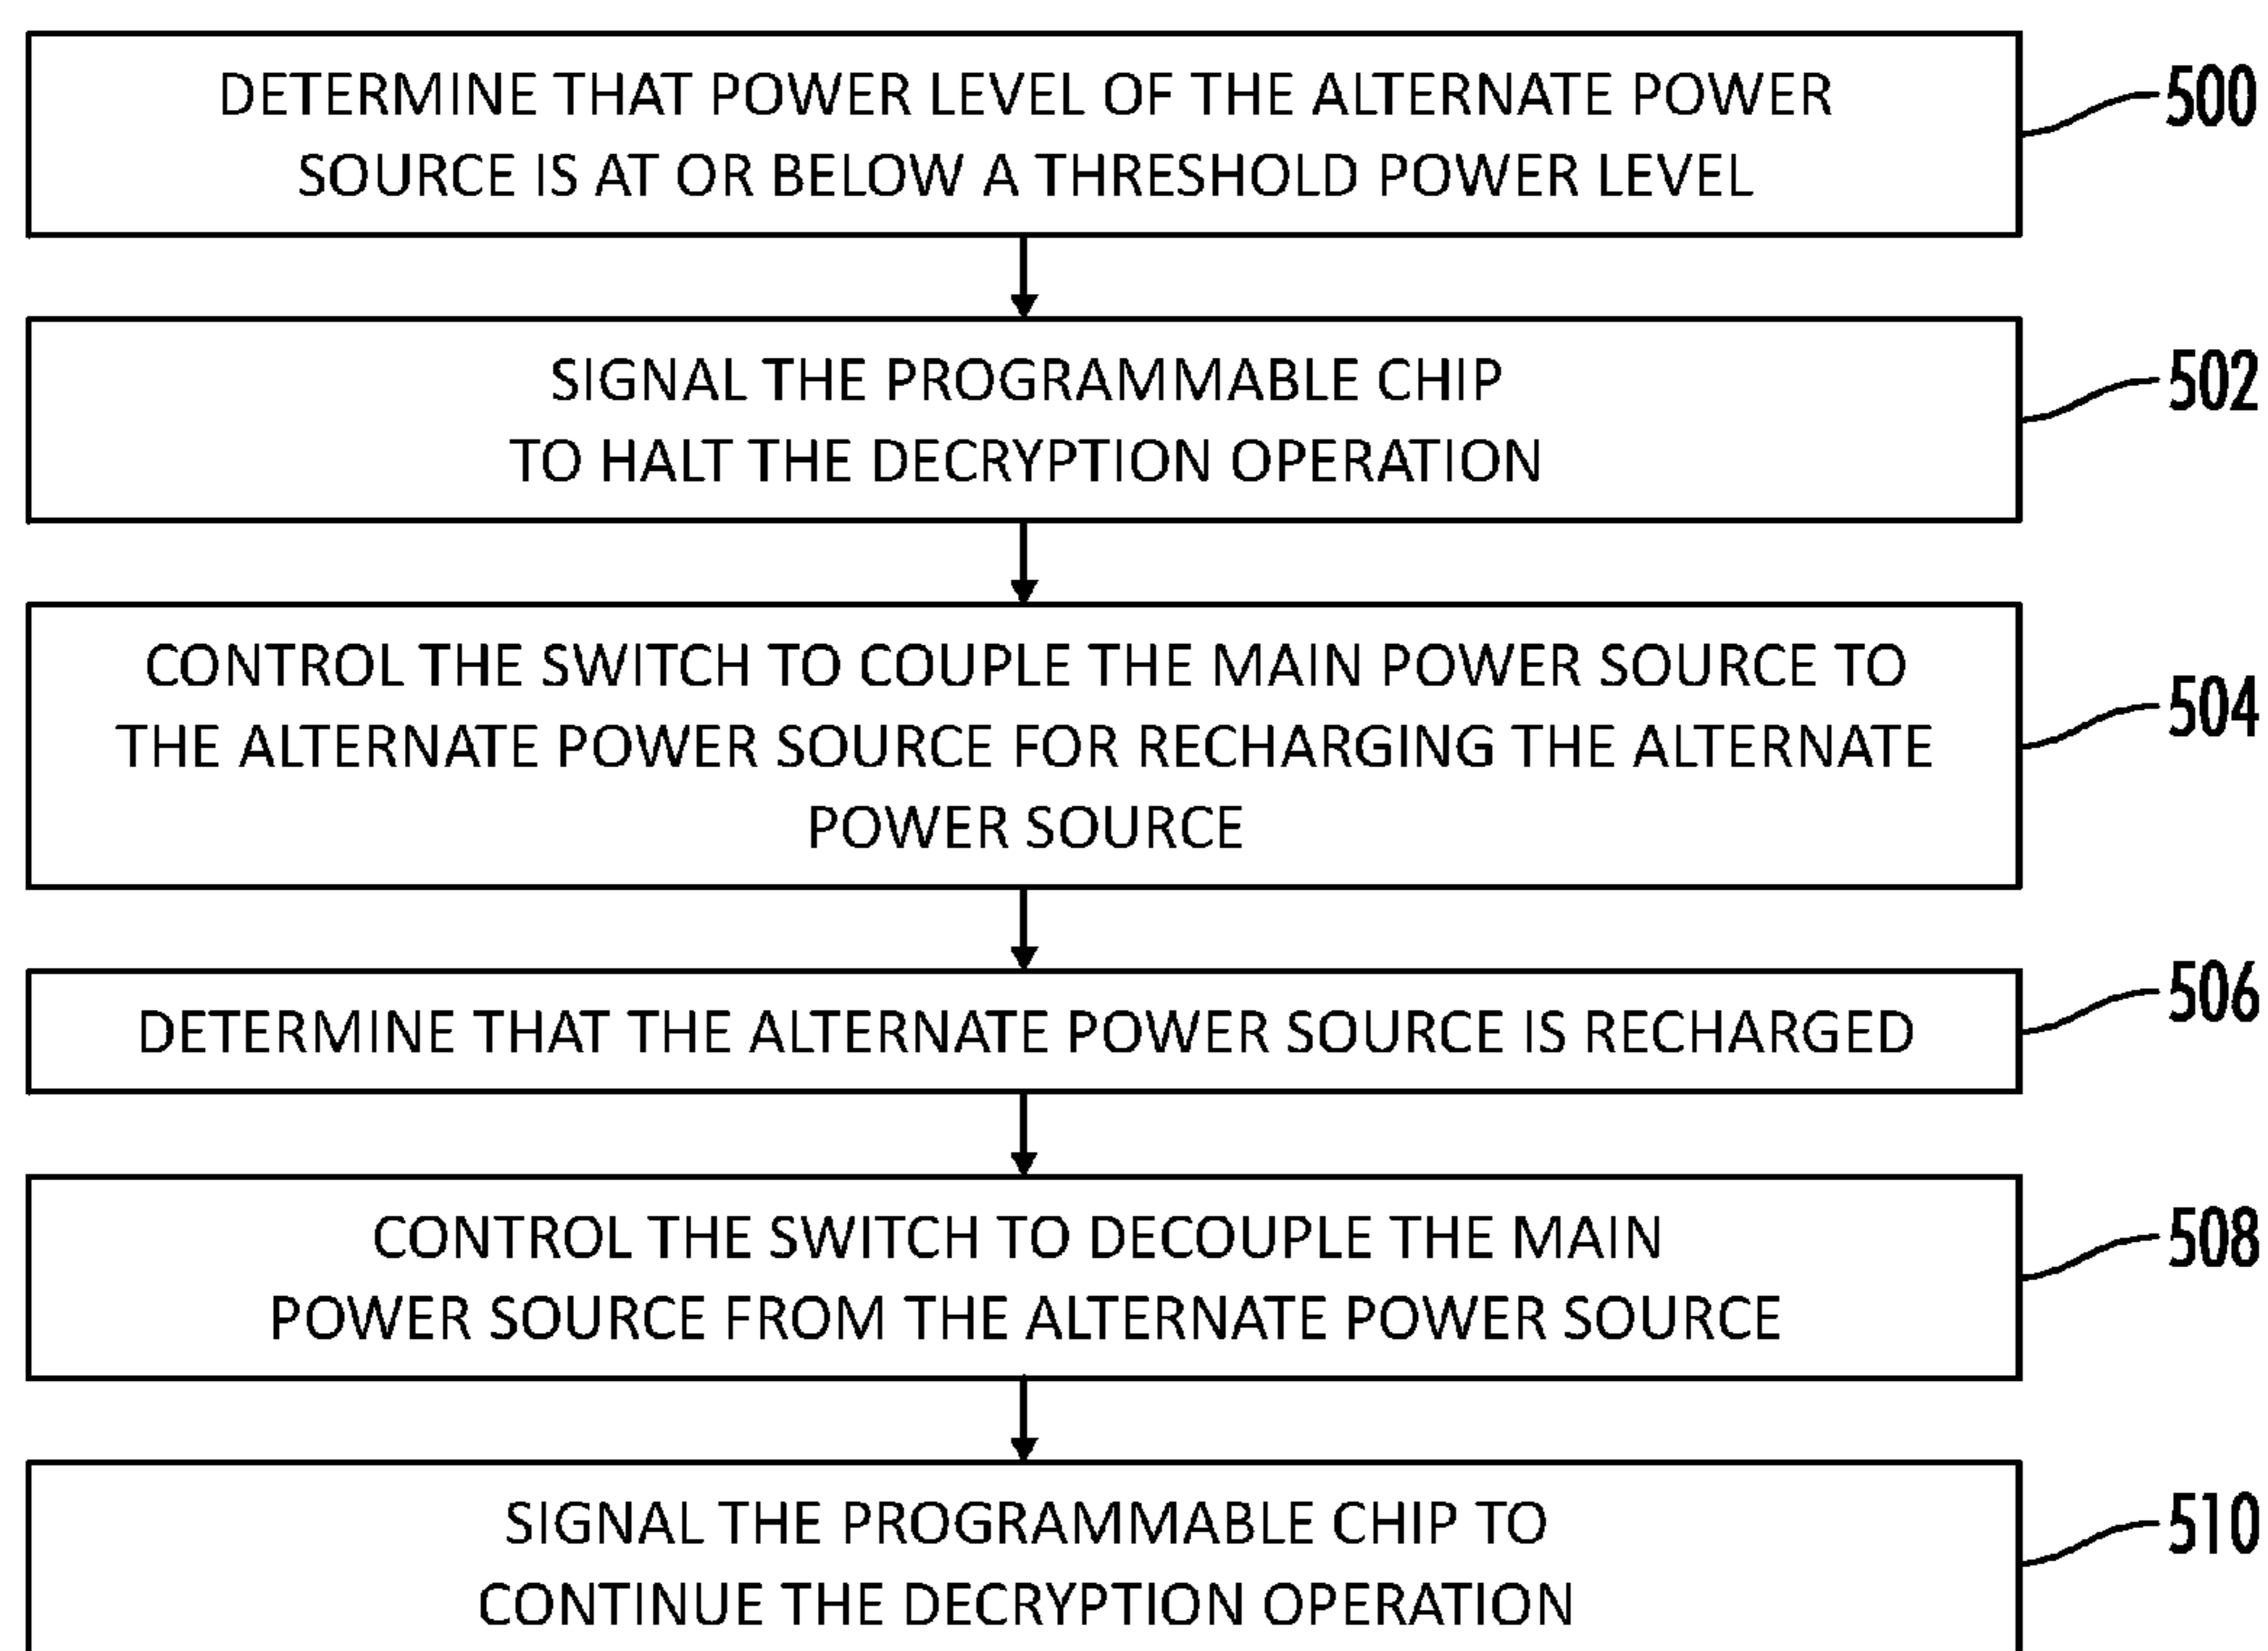 DETERMINE THAT POWER LEVEL OF THE ALTERNATE POWER
SOURCE IS AT OR BELOW A THRESHOLD POWER LEVEL
500
SIGNAL THE PROGRAMMABLE CHIP
TO HALT THE DECRYPTION OPERATION
502
CONTROL THE SWITCH TO COUPLE THE MAIN POWER SOURCE TO
THE ALTERNATE POWER SOURCE FOR RECHARGING THE ALTERNATE
POWER SOURCE
504
DETERMINE THAT THE ALTERNATE POWER SOURCE IS RECHARGED
506
CONTROL THE SWITCH TO DECOUPLE THE MAIN
POWER SOURCE FROM THE ALTERNATE POWER SOURCE
508
SIGNAL THE PROGRAMMABLE CHIP TO
CONTINUE THE DECRYPTION OPERATION
510